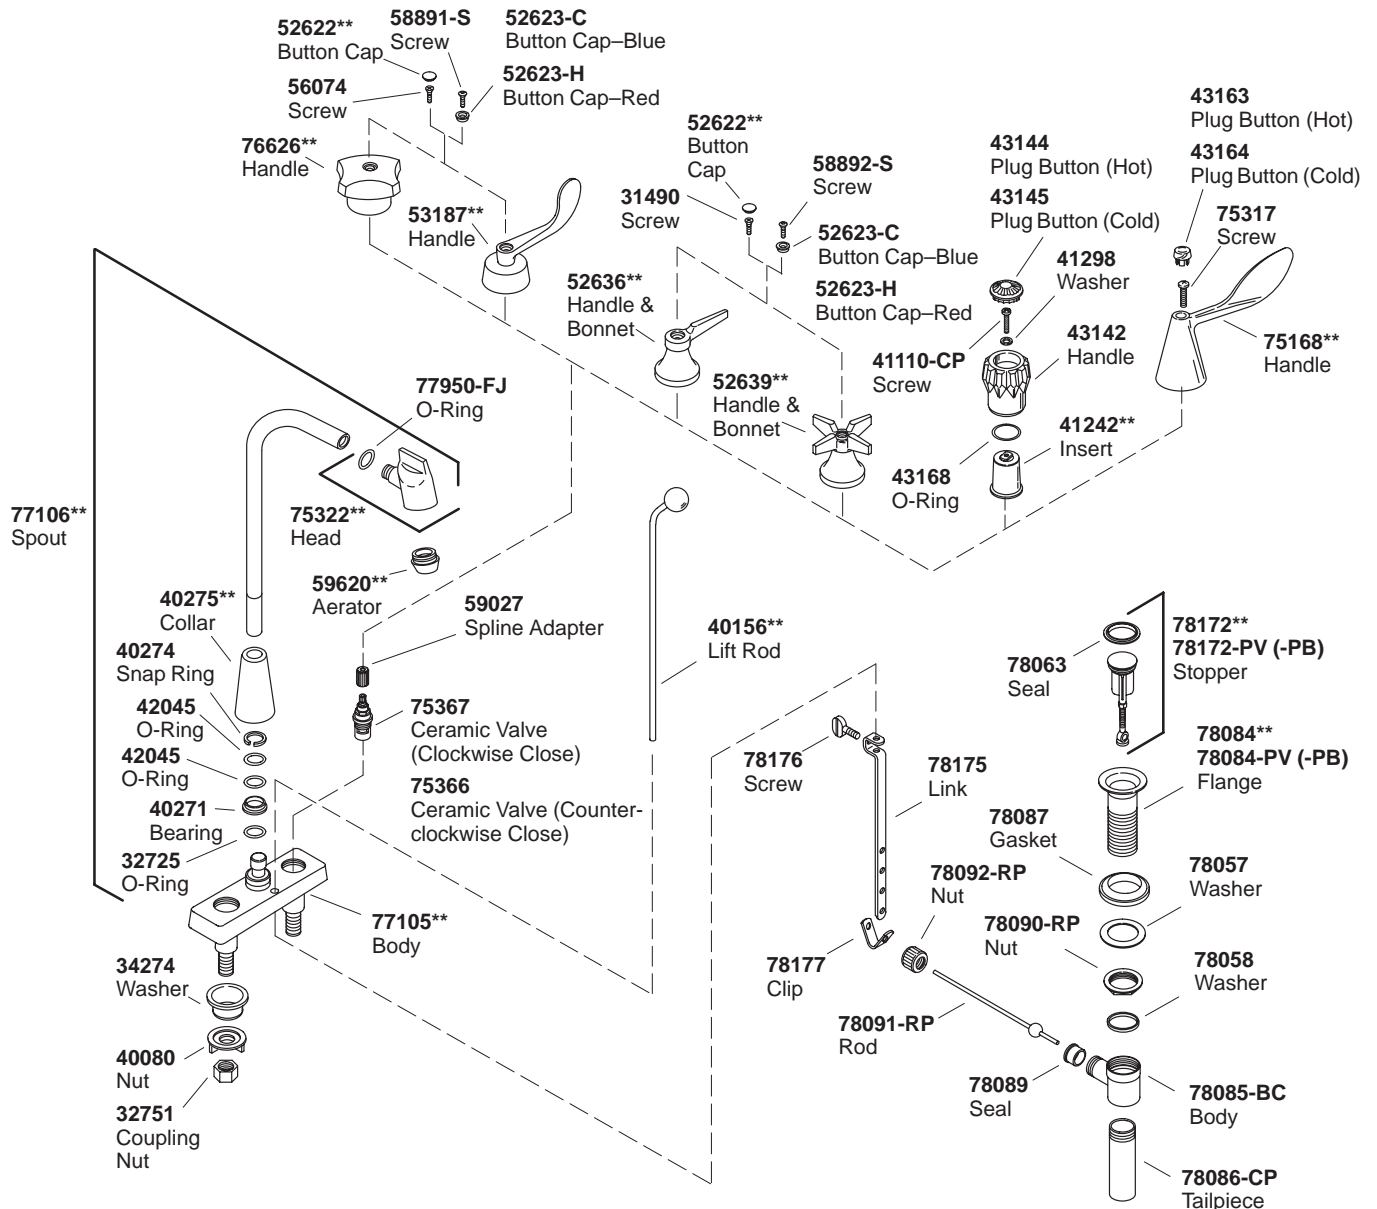 52622**
Button Cap
58891-S
Screw
52623-C
Button Cap–Blue
52623-H
Button Cap–Red
56074
Screw
76626**
Handle
53187**
Handle
52622**
Button
Cap
31490
Screw
58892-S
Screw
52623-C
Button Cap–Blue
52623-H
Button Cap–Red
52636**
Handle &
Bonnet
52639**
Handle &
Bonnet
43144
Plug Button (Hot)
43145
Plug Button (Cold)
41298
Washer
43142
Handle
41110-CP
Screw
41242**
Insert
43168
O-Ring
43163
Plug Button (Hot)
43164
Plug Button (Cold)
75317
Screw
75168**
Handle
77950-FJ
O-Ring
77106**
Spout
75322**
Head
59620**
Aerator
40275**
Collar
40274
Snap Ring
42045
O-Ring
42045
O-Ring
40271
Bearing
32725
O-Ring
59027
Spline Adapter
75367
Ceramic Valve
(Clockwise Close)
75366
Ceramic Valve (Counter-
clockwise Close)
40156**
Lift Rod
77105**
Body
34274
Washer
40080
Nut
32751
Coupling
Nut
78172**
78172-PV (-PB)
Stopper
78063
Seal
78084**
78084-PV (-PB)
Flange
78176
Screw
78175
Link
78087
Gasket
78057
Washer
78092-RP
Nut
78090-RP
Nut
78058
Washer
78177
Clip
78091-RP
Rod
78089
Seal
78085-BC
Body
78086-CP
Tailpiece